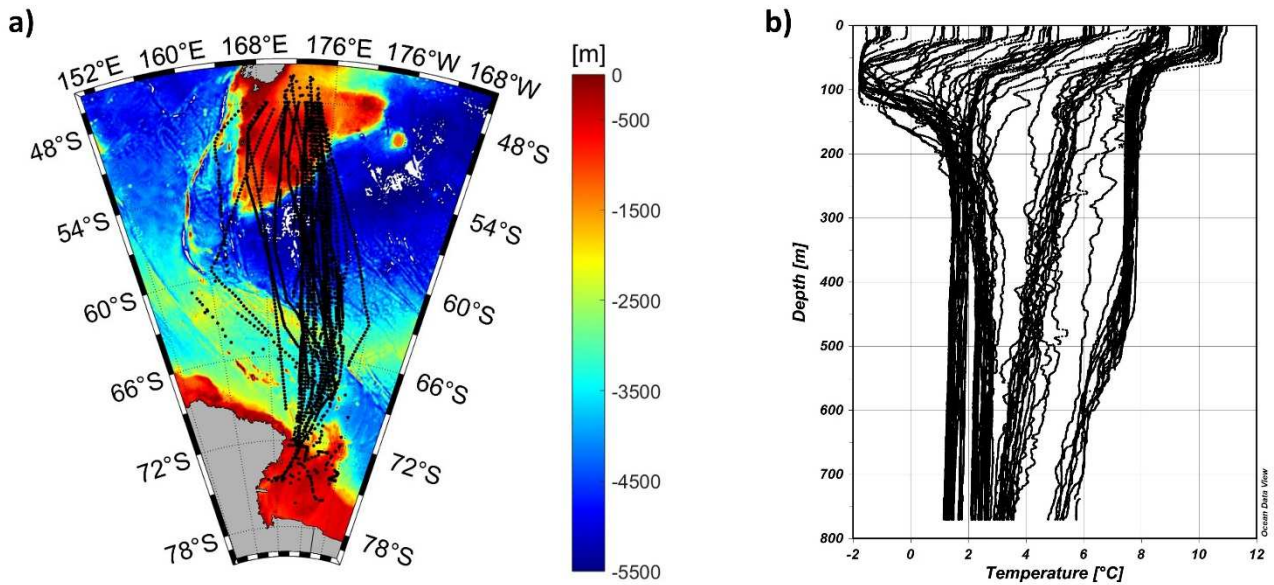 a)
152°E 160°E 168°E 176°E 176°W 168°W
48°S 48°S
54°S 54°S
60°S 60°S
66°S 66°S
72°S 72°S
78°S 78°S
[m]
0
-500
-1500
-2500
-3500
-4500
-5500
b)
0
100
200
300
400
500
600
700
800
Depth [m]
-2 0 2 4 6 8 10 12
Temperature [°C]
Ocean Data View